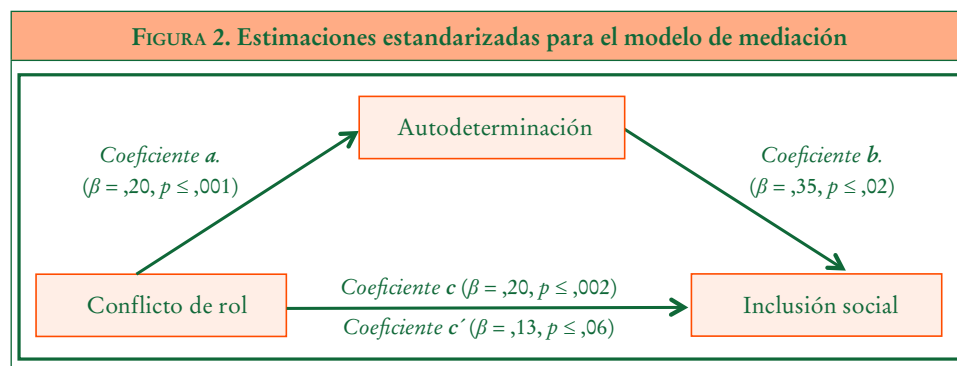 FIGURA 2. Estimaciones estandarizadas para el modelo de mediación
Autodeterminación
Coeficiente a.
(β = ,20, p ≤ ,001)
Coeficiente b.
(β = ,35, p ≤ ,02)
Conflicto de rol
Coeficiente c (β = ,20, p ≤ ,002)
Coeficiente c´ (β = ,13, p ≤ ,06)
Inclusión social